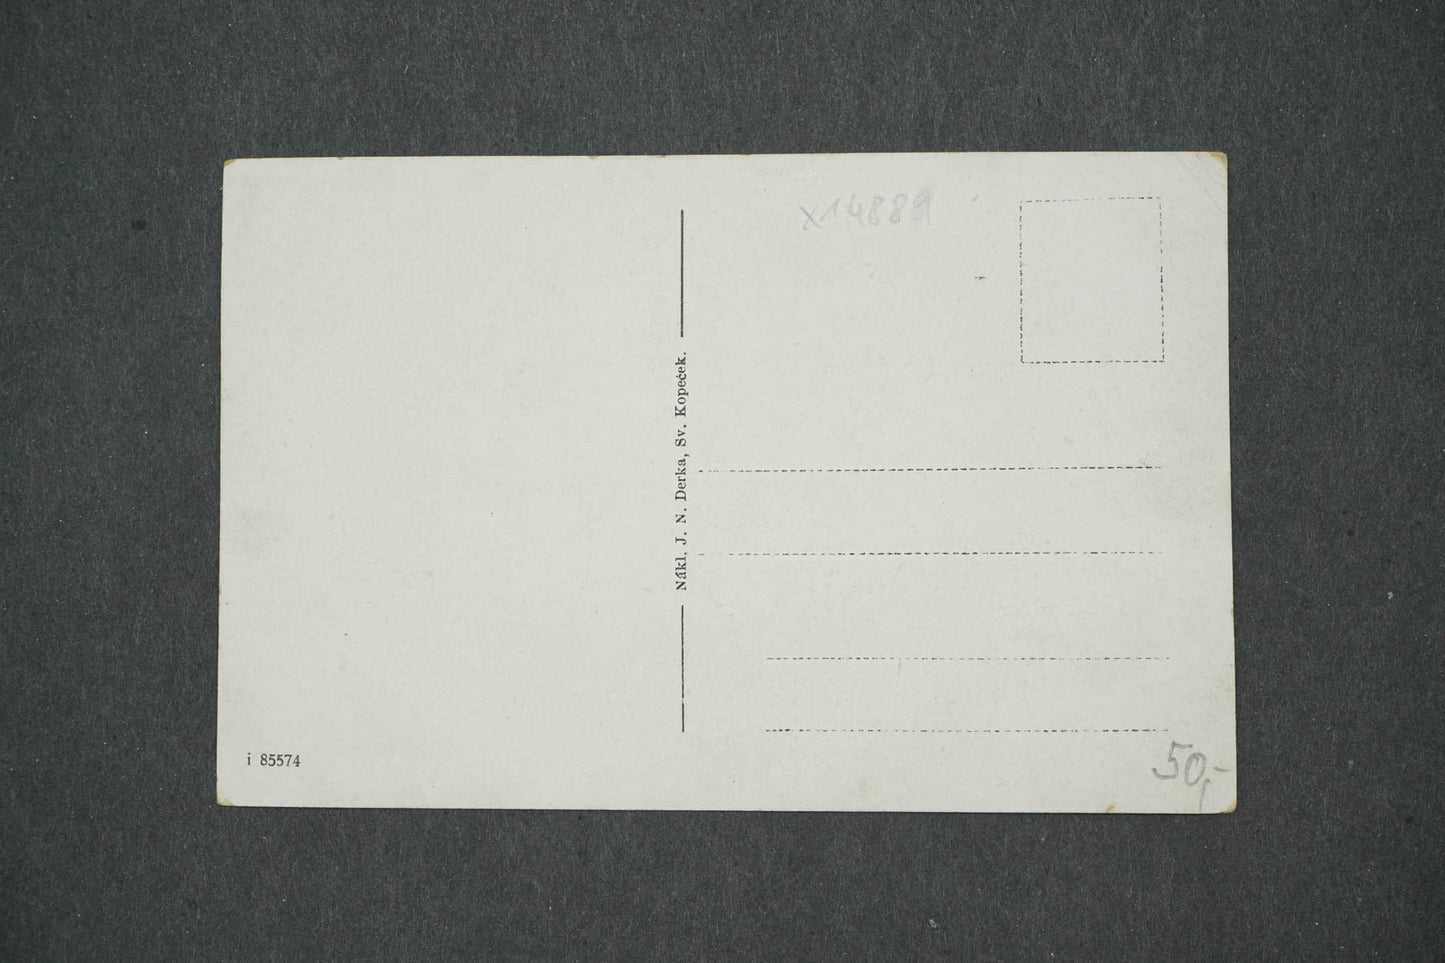 x14889
Nákl. J. N. Derka, Sv. Kopeček.
i 85574
50,-